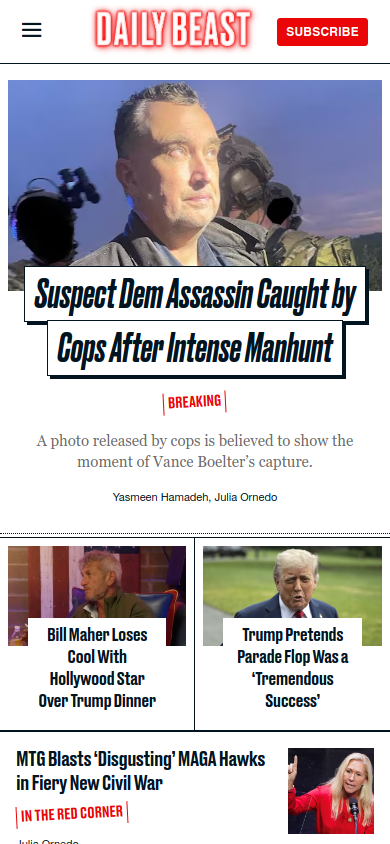 DAILY BEAST
SUBSCRIBE
Suspect Dem Assassin Caught by
Cops After Intense Manhunt
BREAKING
A photo released by cops is believed to show the
moment of Vance Boelter’s capture.
Yasmeen Hamadeh, Julia Ornedo
Bill Maher Loses
Cool With
Hollywood Star
Over Trump Dinner
Trump Pretends
Parade Flop Was a
‘Tremendous
Success’
MTG Blasts ‘Disgusting’ MAGA Hawks
in Fiery New Civil War
IN THE RED CORNER
Julia Ornedo